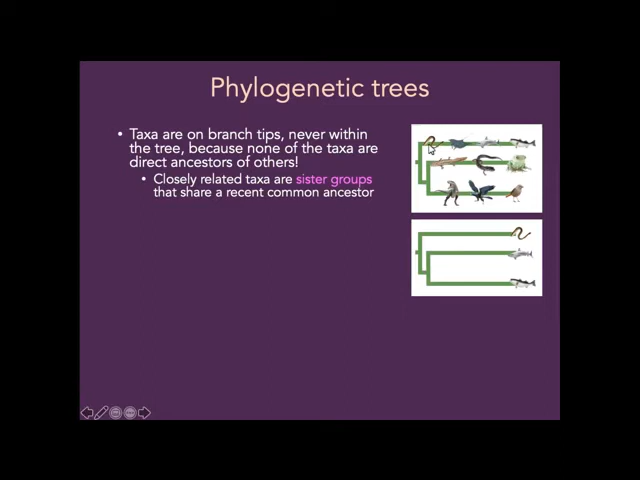 Phylogenetic trees
• Taxa are on branch tips, never within
the tree, because none of the taxa are
direct ancestors of others!
• Closely related taxa are sister groups
that share a recent common ancestor